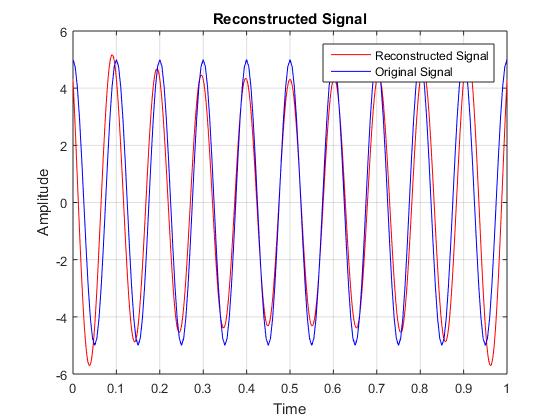 Reconstructed Signal
Reconstructed Signal
Original Signal
6
4
2
0
-2
-4
-6
Amplitude
0 0.1 0.2 0.3 0.4 0.5 0.6 0.7 0.8 0.9 1
Time